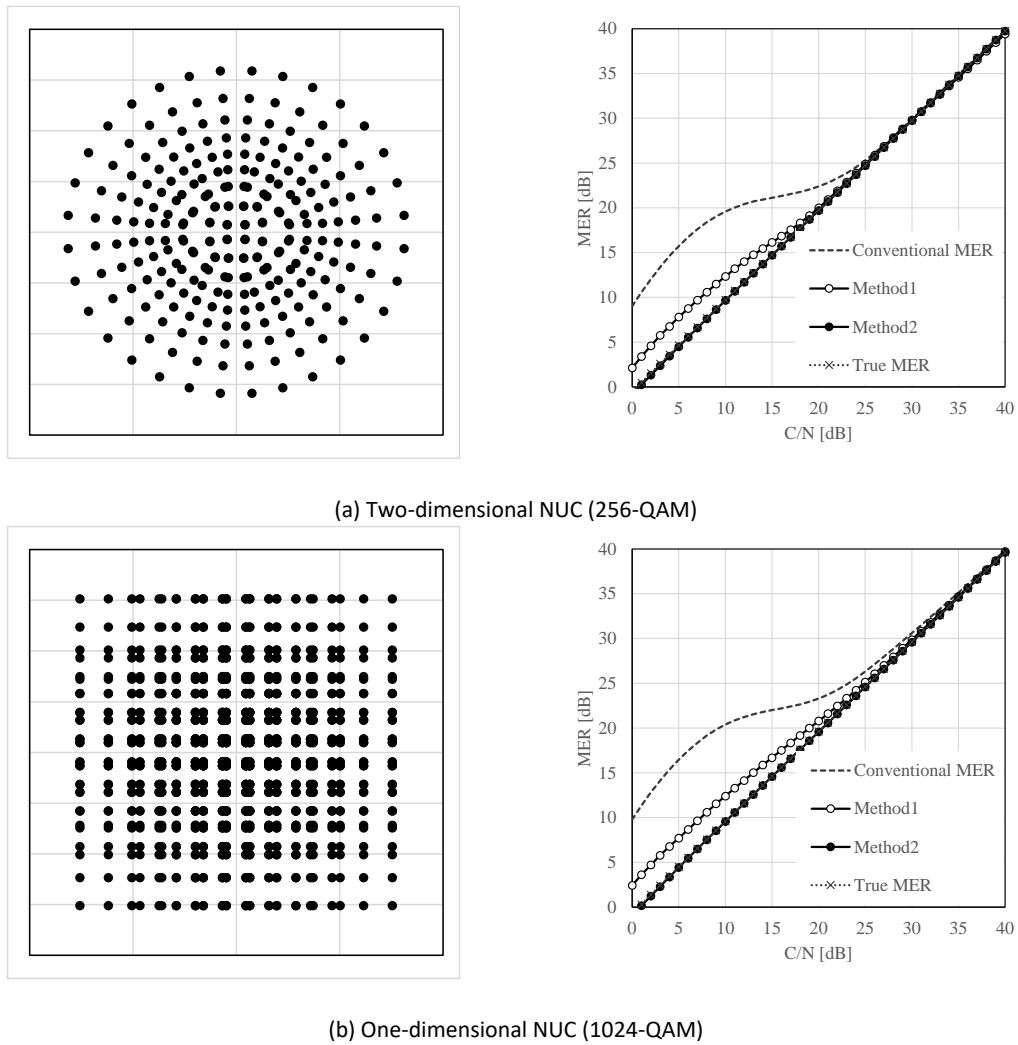 40
35
30
25
20
15
10
5
0
MER [dB]
Conventional MER
Method1
Method2
True MER
0 5 10 15 20 25 30 35 40
C/N [dB]
(a) Two-dimensional NUC (256-QAM)
40
35
30
25
20
15
10
5
0
MER [dB]
Conventional MER
Method1
Method2
True MER
0 5 10 15 20 25 30 35 40
C/N [dB]
(b) One-dimensional NUC (1024-QAM)